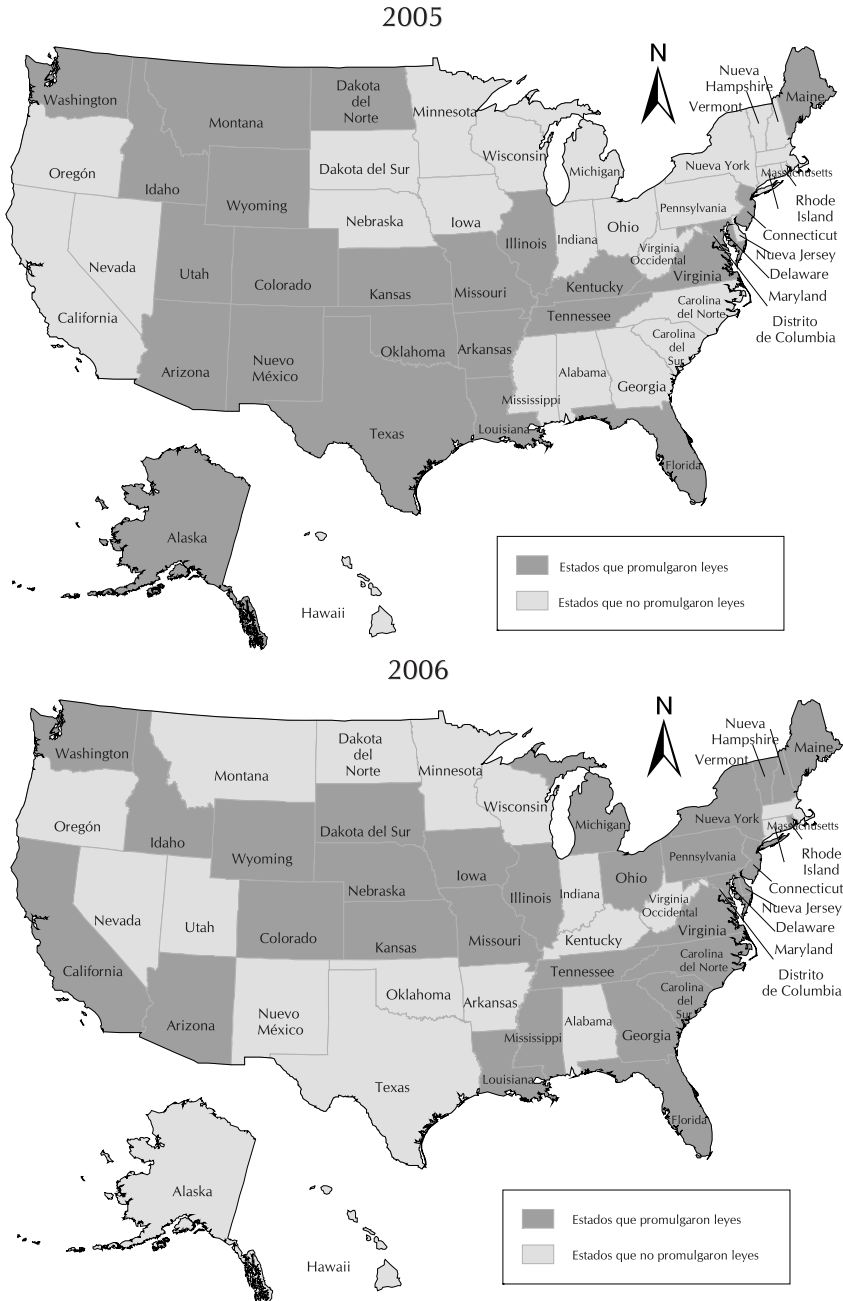 2005
N
Nueva
Hampshire
Vermont
Maine
Washington
Montana
Dakota
del
Norte
Minnesota
Oregón
Idaho
Wyoming
Dakota del Sur
Wisconsin
Michigan
Nueva York
Massachusetts
Rhode
Island
Connecticut
Nueva Jersey
Delaware
Maryland
Distrito
de Columbia
Nebraska
Iowa
Illinois
Indiana
Ohio
Pennsylvania
Virginia
Occidental
Virginia
Nevada
Utah
Colorado
Kansas
Missouri
Kentucky
California
Tennessee
Carolina
del Norte
Arizona
Nuevo
México
Oklahoma
Arkansas
Carolina
del
Sur
Mississippi
Alabama
Georgia
Texas
Louisiana
Florida
Alaska
Hawaii
Estados que promulgaron leyes
Estados que no promulgaron leyes
2006
N
Nueva
Hampshire
Vermont
Maine
Washington
Montana
Dakota
del
Norte
Minnesota
Oregón
Idaho
Wyoming
Dakota del Sur
Wisconsin
Michigan
Nueva York
Massachusetts
Rhode
Island
Connecticut
Nueva Jersey
Delaware
Maryland
Distrito
de Columbia
Nebraska
Iowa
Illinois
Indiana
Ohio
Pennsylvania
Virginia
Occidental
Virginia
Nevada
Utah
Colorado
Kansas
Missouri
Kentucky
California
Tennessee
Carolina
del Norte
Arizona
Nuevo
México
Oklahoma
Arkansas
Carolina
del
Sur
Mississippi
Alabama
Georgia
Texas
Louisiana
Florida
Alaska
Hawaii
Estados que promulgaron leyes
Estados que no promulgaron leyes